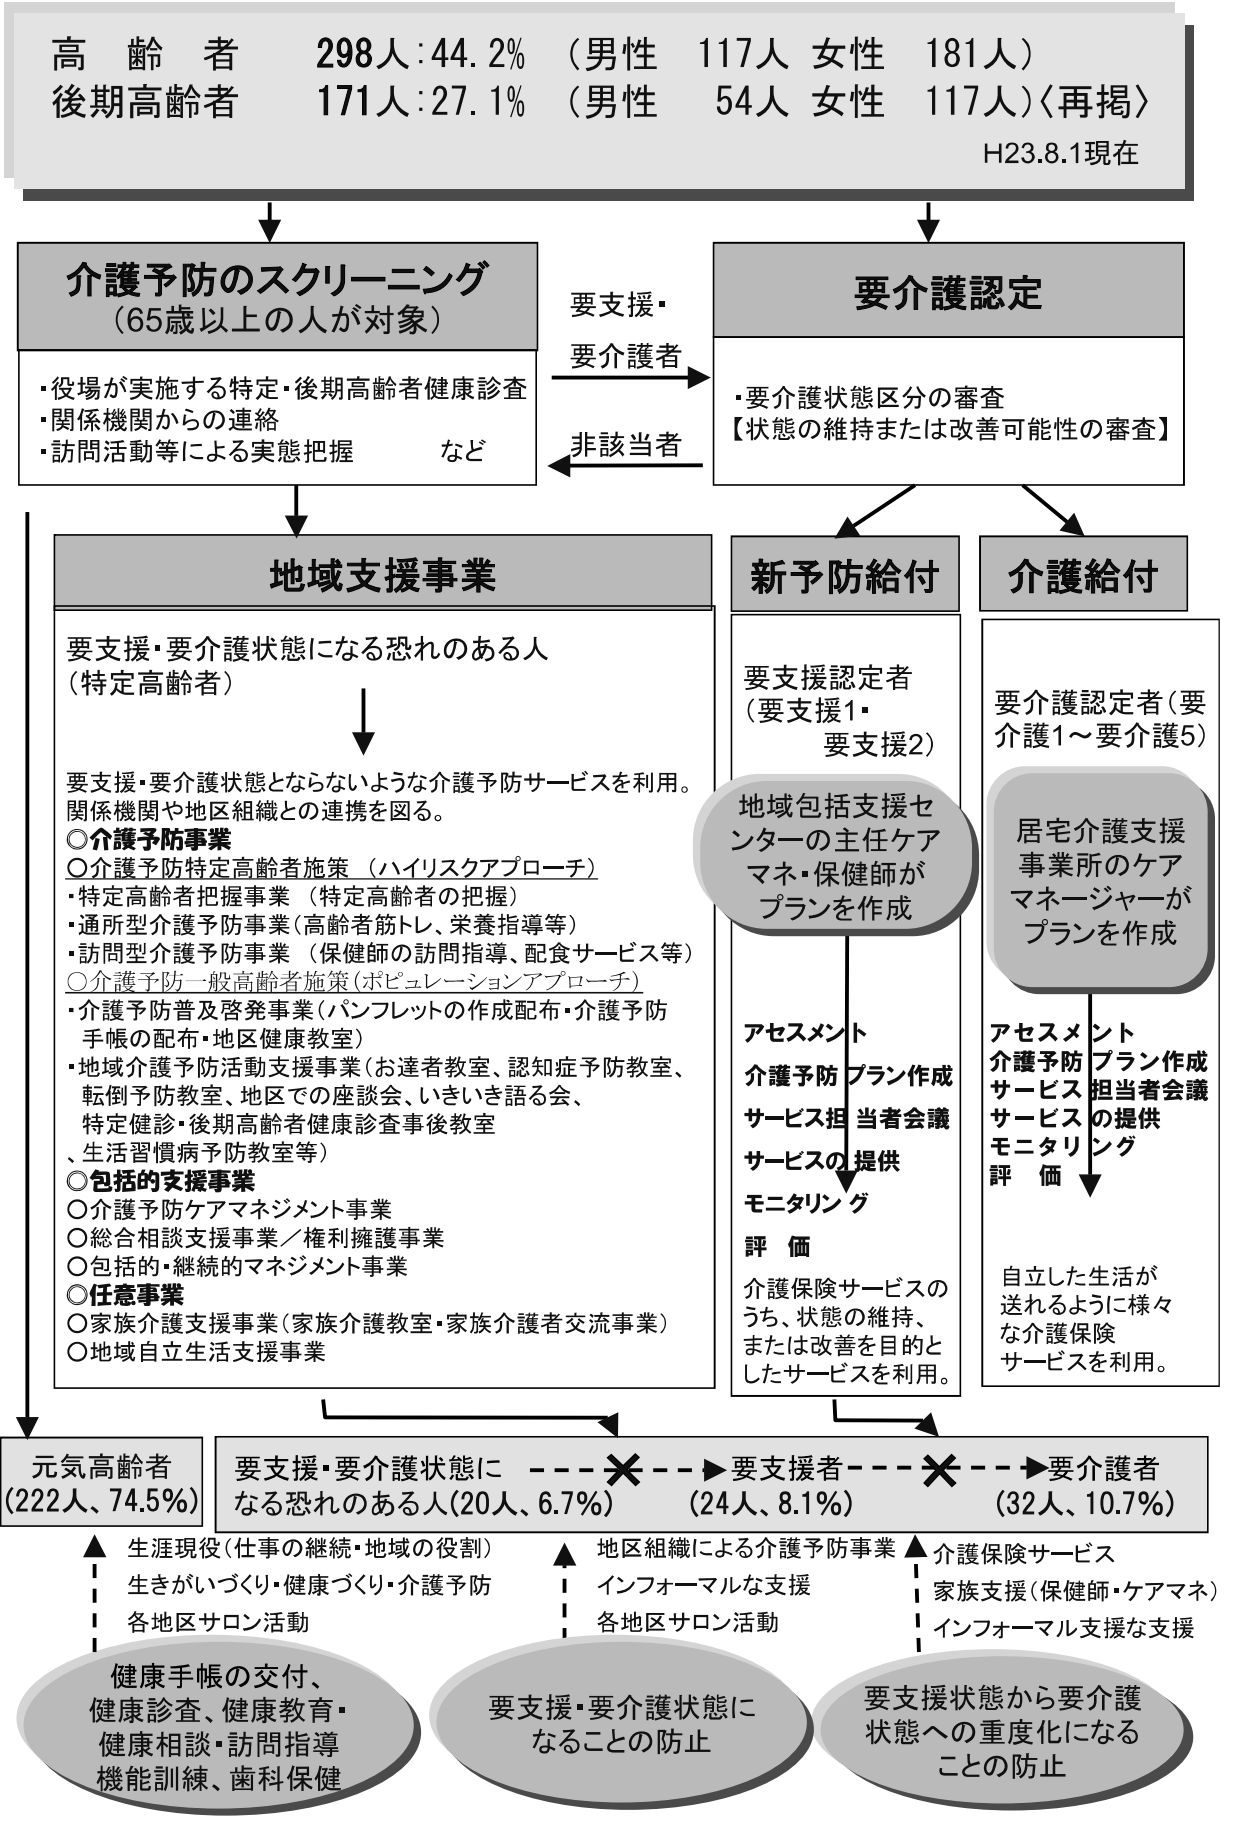 高　齢　者　298人:44.2%　(男性　117人 女性　181人)
後期高齢者　171人:27.1%　(男性　54人 女性　117人)〈再掲〉
H23.8.1現在
介護予防のスクリーニング
(65歳以上の人が対象)
・役場が実施する特定・後期高齢者健康診査
・関係機関からの連絡
・訪問活動等による実態把握　など
要支援・
要介護者
非該当者
要介護認定
・要介護状態区分の審査
【状態の維持または改善可能性の審査】
地域支援事業
要支援・要介護状態になる恐れのある人
(特定高齢者)
要支援・要介護状態とならないような介護予防サービスを利用。
関係機関や地区組織との連携を図る。
◎介護予防事業
〇介護予防特定高齢者施策 (ハイリスクアプローチ)
・特定高齢者把握事業 (特定高齢者の把握)
・通所型介護予防事業(高齢者筋トレ、栄養指導等)
・訪問型介護予防事業 (保健師の訪問指導、配食サービス等)
〇介護予防一般高齢者施策(ポピュレーションアプローチ)
・介護予防普及啓発事業(パンフレットの作成配布・介護予防
手帳の配布・地区健康教室)
・地域介護予防活動支援事業(お達者教室、認知症予防教室、
転倒予防教室、地区での座談会、いきいき語る会、
特定健診・後期高齢者健康診査事後教室
、生活習慣病予防教室等)
◎包括的支援事業
〇介護予防ケアマネジメント事業
〇総合相談支援事業／権利擁護事業
〇包括的・継続的マネジメント事業
◎任意事業
〇家族介護支援事業(家族介護教室・家族介護者交流事業)
〇地域自立生活支援事業
新予防給付
要支援認定者
(要支援1・
要支援2)
地域包括支援セ
ンターの主任ケア
マネ・保健師が
プランを作成
アセスメント
介護予防プラン作成
サービス担当者会議
サービスの提供
モニタリング
評　価
介護保険サービスの
うち、状態の維持、
または改善を目的と
したサービスを利用。
介護給付
要介護認定者(要
介護1～要介護5)
居宅介護支援
事業所のケア
マネージャーが
プランを作成
アセスメント
介護予防プラン作成
サービス担当者会議
サービスの提供
モニタリング
評　価
自立した生活が
送れるように様々
な介護保険
サービスを利用。
元気高齢者
(222人、74.5%)
要支援・要介護状態に
なる恐れのある人(20人、6.7%)
要支援者
(24人、8.1%)
要介護者
(32人、10.7%)
生涯現役(仕事の継続・地域の役割)
生きがいづくり・健康づくり・介護予防
各地区サロン活動
地区組織による介護予防事業
インフォーマルな支援
各地区サロン活動
介護保険サービス
家族支援(保健師・ケアマネ)
インフォーマル支援な支援
健康手帳の交付、
健康診査、健康教育・
健康相談・訪問指導
機能訓練、歯科保健
要支援・要介護状態に
なることの防止
要支援状態から要介護
状態への重度化になる
ことの防止